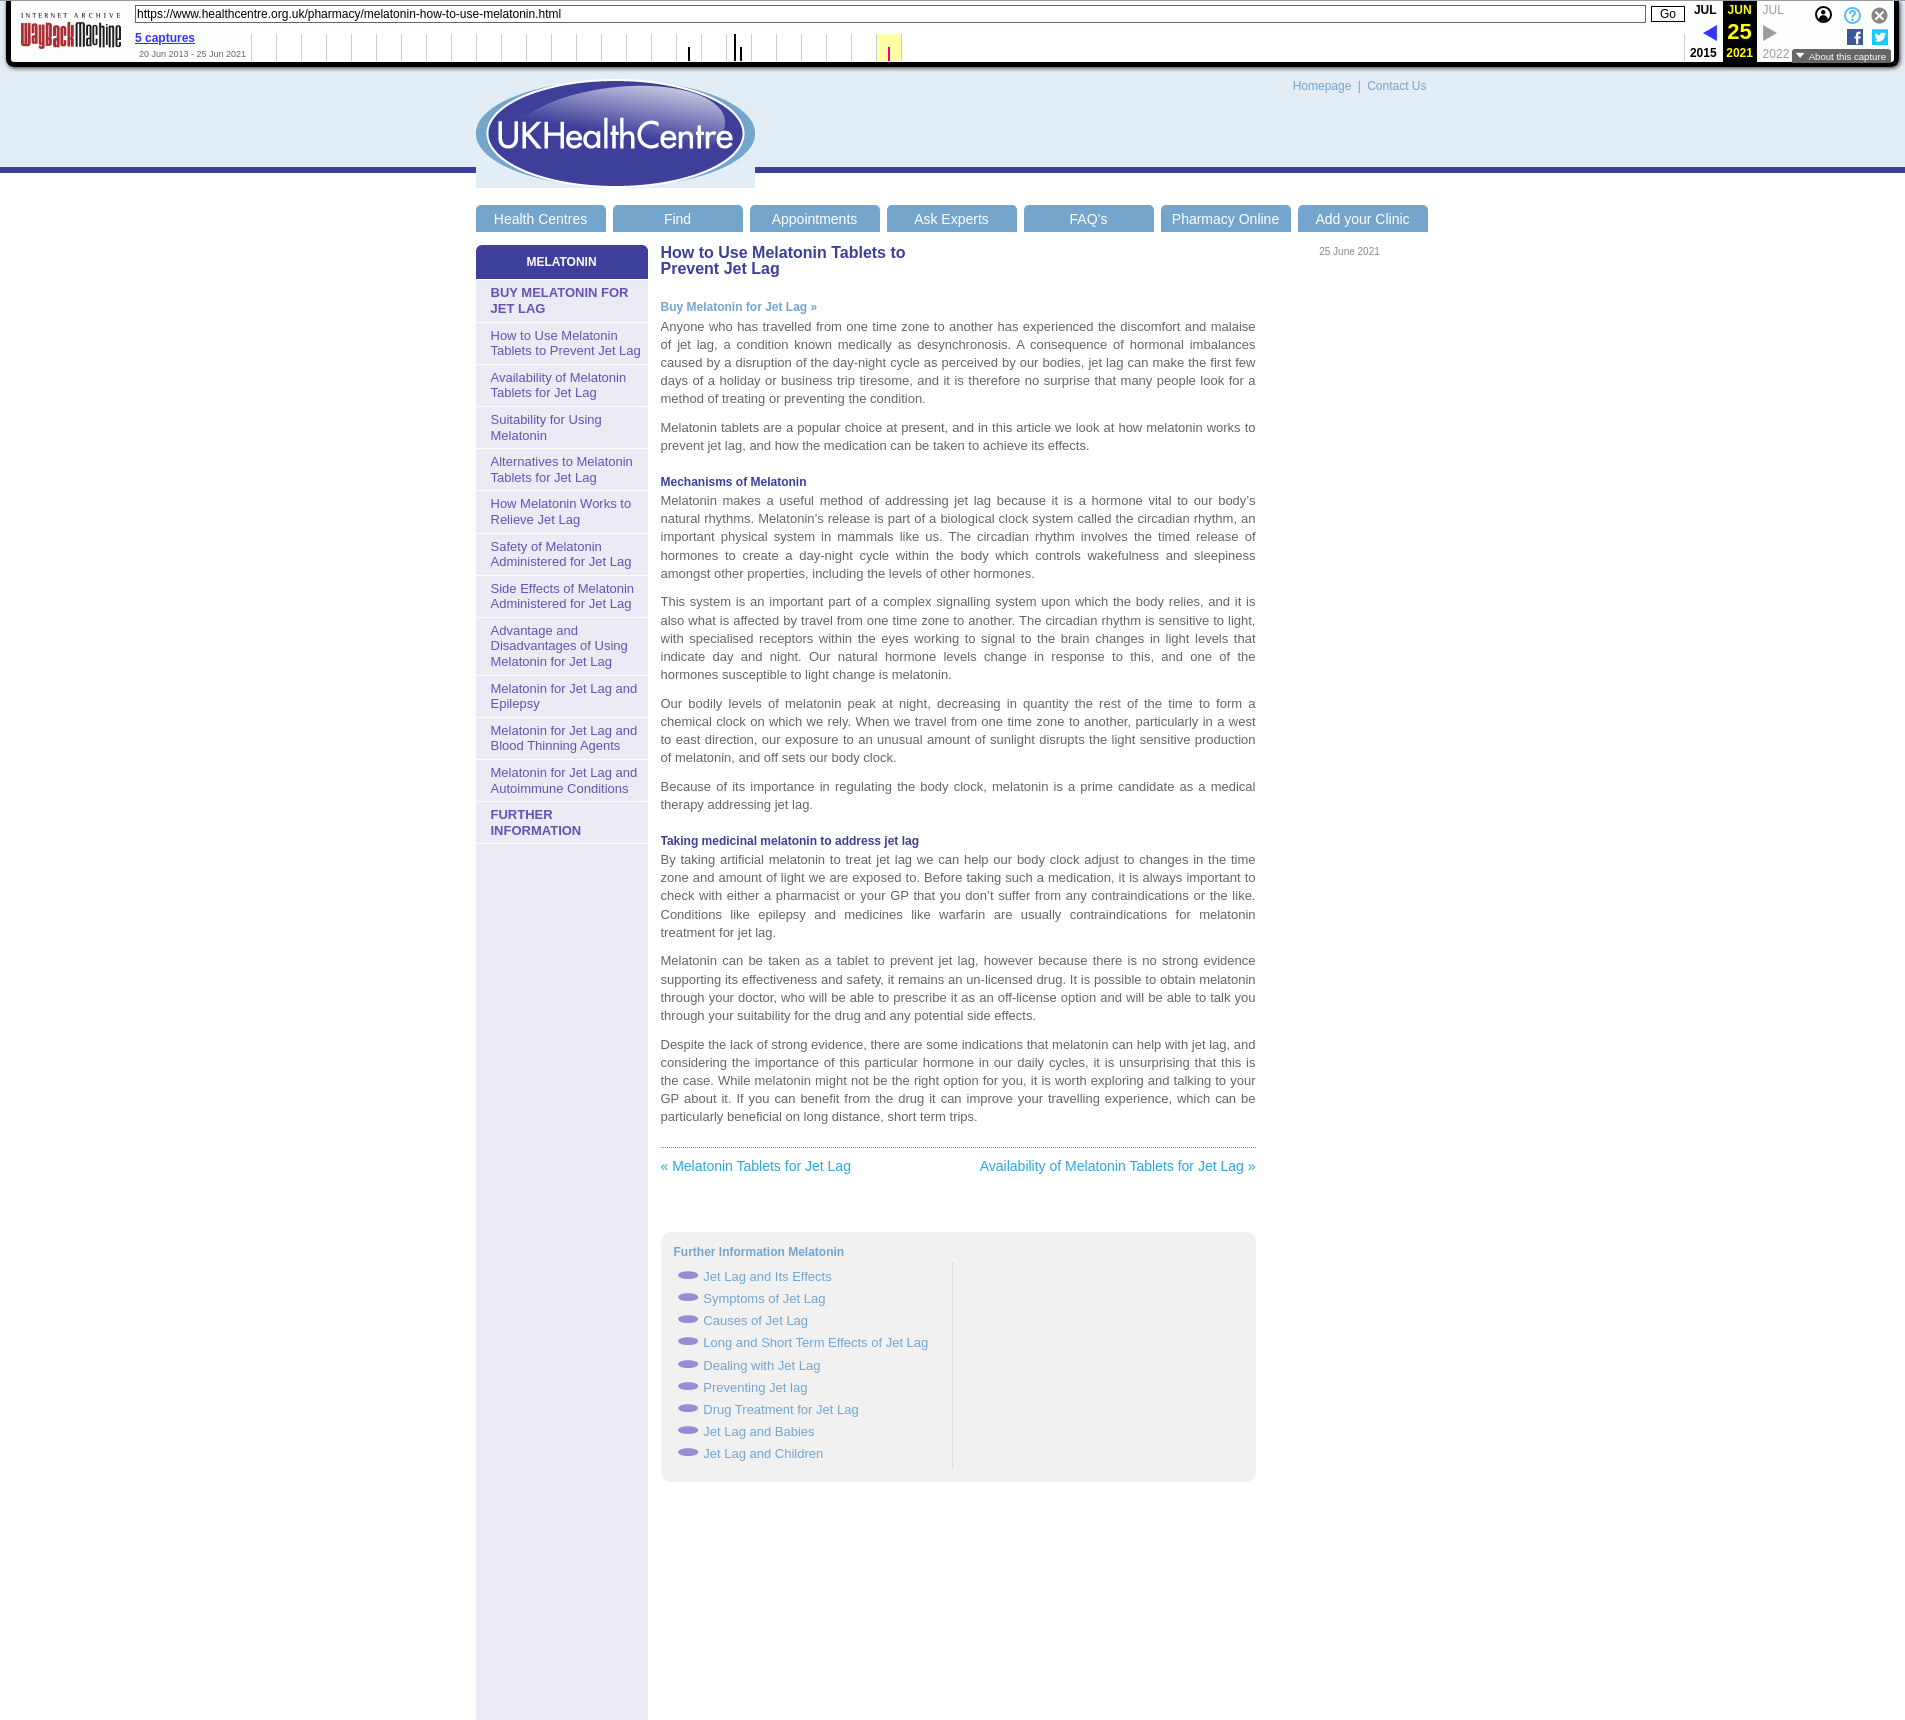 INTERNET ARCHIVE
WayBackMachine
https://www.healthcentre.org.uk/pharmacy/melatonin-how-to-use-melatonin.html
Go
5 captures
20 Jun 2013 - 25 Jun 2021
JUL JUN JUL
25
2015 2021 2022
About this capture
Homepage | Contact Us
UKHealthCentre
Health Centres Find Appointments Ask Experts FAQ's Pharmacy Online Add your Clinic
MELATONIN
BUY MELATONIN FOR
JET LAG
How to Use Melatonin
Tablets to Prevent Jet Lag
Availability of Melatonin
Tablets for Jet Lag
Suitability for Using
Melatonin
Alternatives to Melatonin
Tablets for Jet Lag
How Melatonin Works to
Relieve Jet Lag
Safety of Melatonin
Administered for Jet Lag
Side Effects of Melatonin
Administered for Jet Lag
Advantage and
Disadvantages of Using
Melatonin for Jet Lag
Melatonin for Jet Lag and
Epilepsy
Melatonin for Jet Lag and
Blood Thinning Agents
Melatonin for Jet Lag and
Autoimmune Conditions
FURTHER
INFORMATION
How to Use Melatonin Tablets to
Prevent Jet Lag
25 June 2021
Buy Melatonin for Jet Lag »
Anyone who has travelled from one time zone to another has experienced the discomfort and malaise
of jet lag, a condition known medically as desynchronosis. A consequence of hormonal imbalances
caused by a disruption of the day-night cycle as perceived by our bodies, jet lag can make the first few
days of a holiday or business trip tiresome, and it is therefore no surprise that many people look for a
method of treating or preventing the condition.
Melatonin tablets are a popular choice at present, and in this article we look at how melatonin works to
prevent jet lag, and how the medication can be taken to achieve its effects.
Mechanisms of Melatonin
Melatonin makes a useful method of addressing jet lag because it is a hormone vital to our body’s
natural rhythms. Melatonin’s release is part of a biological clock system called the circadian rhythm, an
important physical system in mammals like us. The circadian rhythm involves the timed release of
hormones to create a day-night cycle within the body which controls wakefulness and sleepiness
amongst other properties, including the levels of other hormones.
This system is an important part of a complex signalling system upon which the body relies, and it is
also what is affected by travel from one time zone to another. The circadian rhythm is sensitive to light,
with specialised receptors within the eyes working to signal to the brain changes in light levels that
indicate day and night. Our natural hormone levels change in response to this, and one of the
hormones susceptible to light change is melatonin.
Our bodily levels of melatonin peak at night, decreasing in quantity the rest of the time to form a
chemical clock on which we rely. When we travel from one time zone to another, particularly in a west
to east direction, our exposure to an unusual amount of sunlight disrupts the light sensitive production
of melatonin, and off sets our body clock.
Because of its importance in regulating the body clock, melatonin is a prime candidate as a medical
therapy addressing jet lag.
Taking medicinal melatonin to address jet lag
By taking artificial melatonin to treat jet lag we can help our body clock adjust to changes in the time
zone and amount of light we are exposed to. Before taking such a medication, it is always important to
check with either a pharmacist or your GP that you don’t suffer from any contraindications or the like.
Conditions like epilepsy and medicines like warfarin are usually contraindications for melatonin
treatment for jet lag.
Melatonin can be taken as a tablet to prevent jet lag, however because there is no strong evidence
supporting its effectiveness and safety, it remains an un-licensed drug. It is possible to obtain melatonin
through your doctor, who will be able to prescribe it as an off-license option and will be able to talk you
through your suitability for the drug and any potential side effects.
Despite the lack of strong evidence, there are some indications that melatonin can help with jet lag, and
considering the importance of this particular hormone in our daily cycles, it is unsurprising that this is
the case. While melatonin might not be the right option for you, it is worth exploring and talking to your
GP about it. If you can benefit from the drug it can improve your travelling experience, which can be
particularly beneficial on long distance, short term trips.
« Melatonin Tablets for Jet Lag
Availability of Melatonin Tablets for Jet Lag »
Further Information Melatonin
Jet Lag and Its Effects
Symptoms of Jet Lag
Causes of Jet Lag
Long and Short Term Effects of Jet Lag
Dealing with Jet Lag
Preventing Jet lag
Drug Treatment for Jet Lag
Jet Lag and Babies
Jet Lag and Children